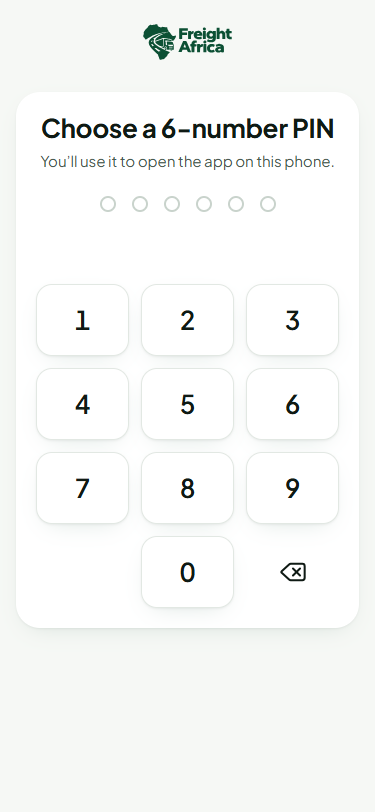 Freight
Africa
Choose a 6-number PIN
You'll use it to open the app on this phone.
1 2 3
4 5 6
7 8 9
0